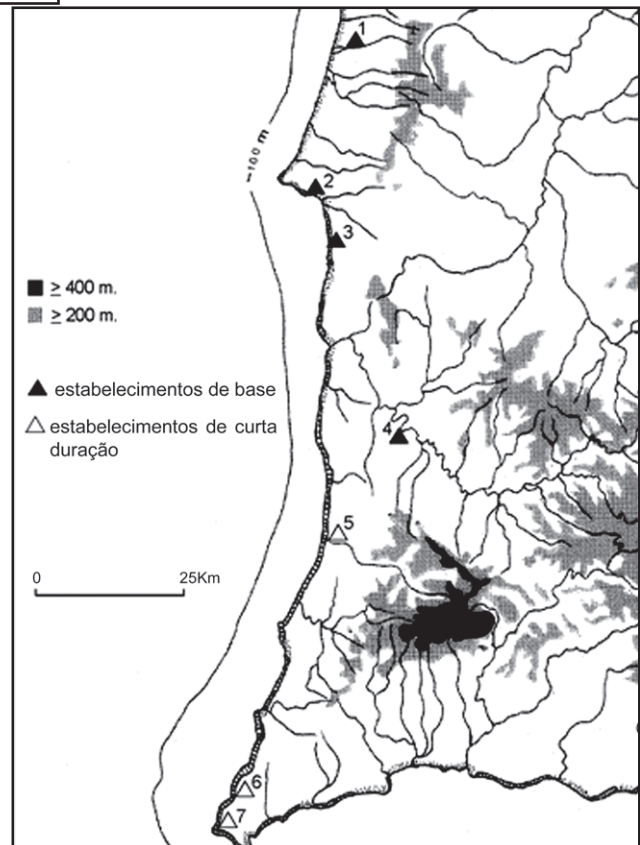 1
–100 m
2
3
≥ 400 m.
≥ 200 m.
estabelecimentos de base
4
estabelecimentos de curta
duração
5
0 25Km
6
7